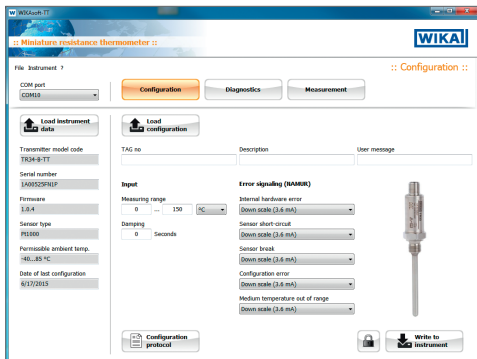 WIKAsoft-TT
:: Miniature resistance thermometer ::
WIKA
File Instrument ?
:: Configuration ::
COM port
COM10
Configuration
Diagnostics
Measurement
Load instrument
data
Load
configuration
Transmitter model code
TR34-B-TT
TAG no
Description
User message
Serial number
1A00525FN1P
Input
Error signaling (NAMUR)
Firmware
1.0.4
Measuring range
0 ... 150 °C
Internal hardware error
Down scale (3.6 mA)
Sensor type
Pt1000
Damping
0 Seconds
Sensor short-circuit
Down scale (3.6 mA)
Permissible ambient temp.
-40...85 °C
Sensor break
Down scale (3.6 mA)
Date of last configuration
6/17/2015
Configuration error
Down scale (3.6 mA)
Medium temperature out of range
Down scale (3.6 mA)
Configuration
protocol
Write to
instrument